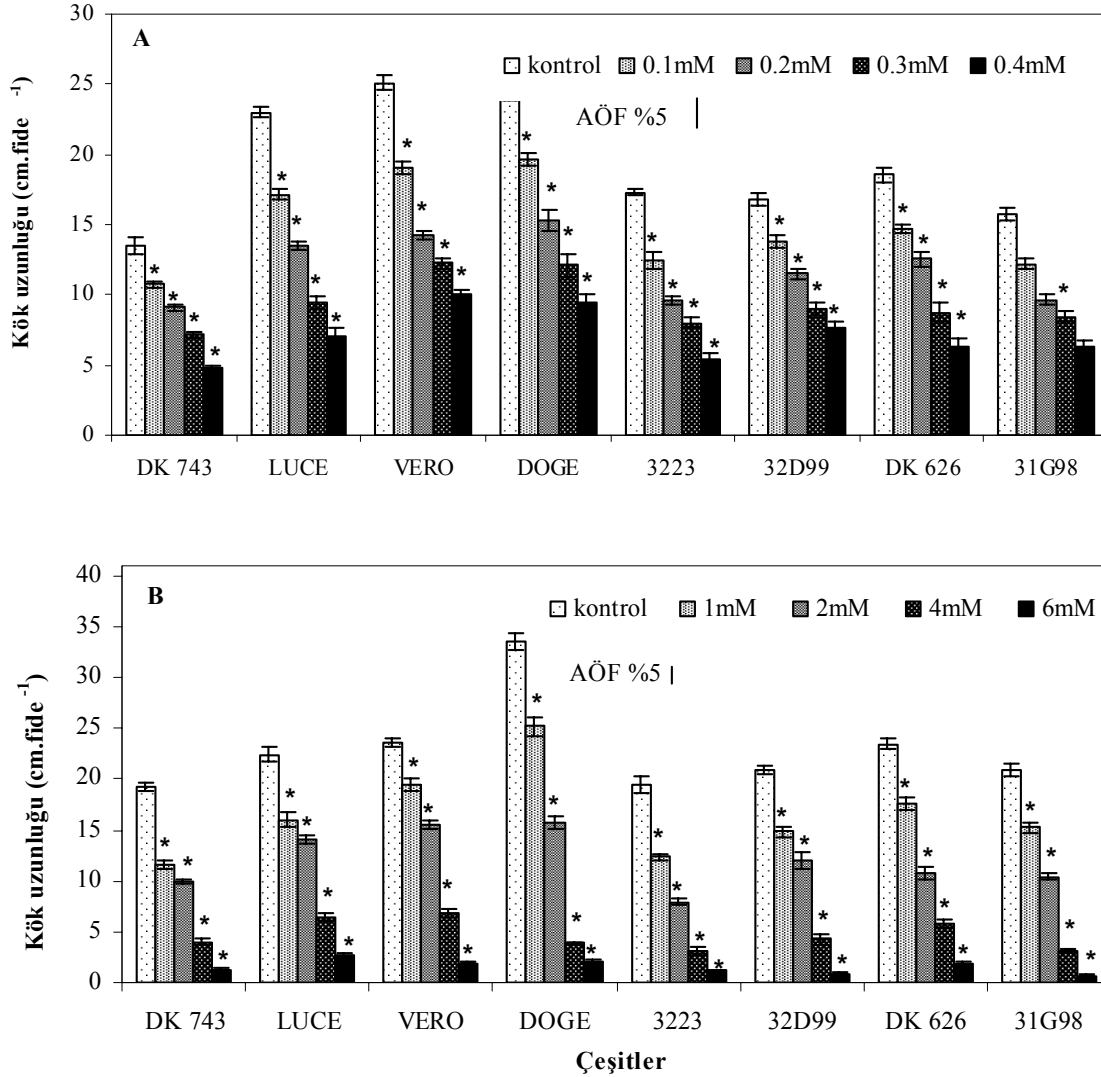 A
30
25
20
15
10
5
0
Kök uzunluğu (cm.fide -1)
kontrol 0.1mM 0.2mM 0.3mM 0.4mM
AÖF %5
* * * *
* * * *
* * * *
* * * *
* * * *
* * * *
* * * *
*
DK 743 LUCE VERO DOGE 3223 32D99 DK 626 31G98
B
40
35
30
25
20
15
10
5
0
Kök uzunluğu (cm.fide -1)
kontrol 1mM 2mM 4mM 6mM
AÖF %5
* * * *
* * * *
* * * *
* * * *
* * * *
* * * *
* * * *
* * * *
DK 743 LUCE VERO DOGE 3223 32D99 DK 626 31G98
Çeşitler